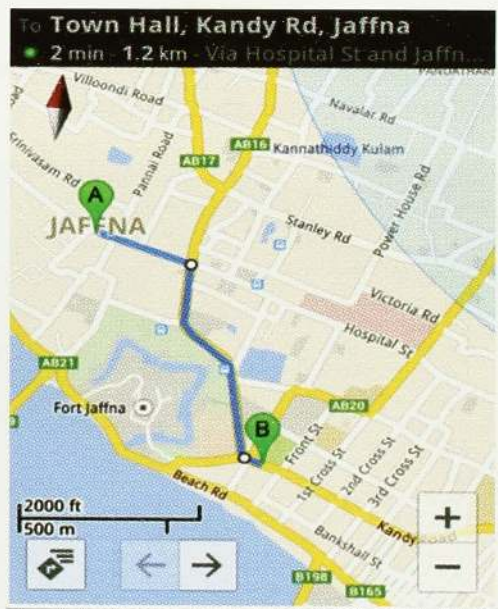 To Town Hall, Kandy Rd, Jaffna
2 min - 1.2 km - Via Hospital St and Jaffn...
PANDATHARI
Villoondi Road
Navalar Rd
AB16
Kannathiddy Kulam
AB17
Pannai Road
Srinivasam Rd
A
JAFFNA
Stanley Rd
Power House Rd
Victoria Rd
Hospital St
AB21
Fort Jaffna
AB20
B
Front St
1st Cross St
2nd Cross St
3rd Cross St
Beach Rd
Kandy Road
Bankshall St
2000 ft
500 m
B198
B165